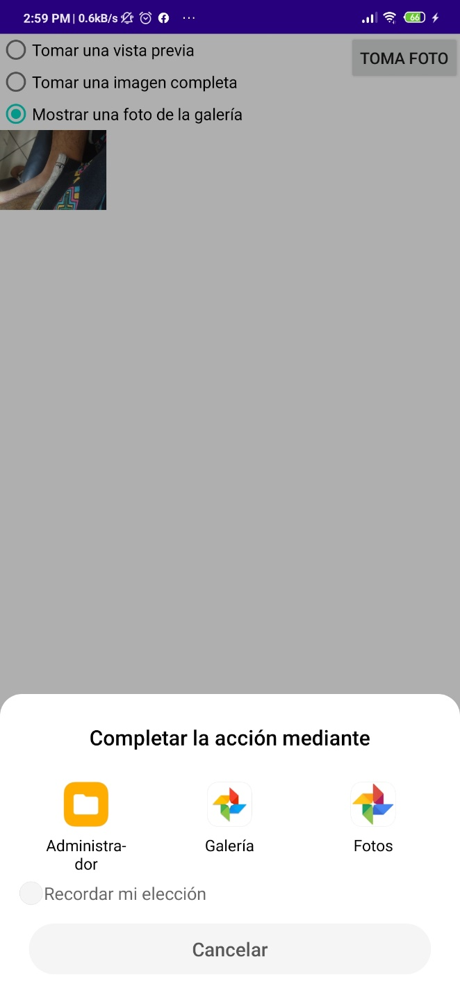 2:59 PM | 0.6kB/s ...
66
Tomar una vista previa
TOMA FOTO
Tomar una imagen completa
Mostrar una foto de la galería
Completar la acción mediante
Administra-
dor
Galería
Fotos
Recordar mi elección
Cancelar